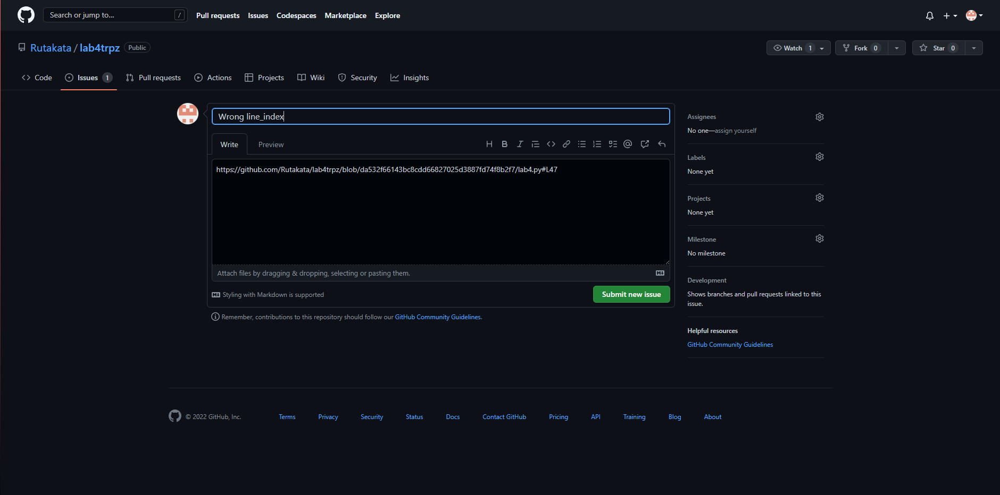 Search or jump to... / Pull requests Issues Codespaces Marketplace Explore
Rutakata / lab4trpz Public Watch 1 Fork 0 Star 0
Code Issues 1 Pull requests Actions Projects Wiki Security Insights
Wrong line_index
Write Preview
https://github.com/Rutakata/lab4trpz/blob/da532f66143bc8cdd66827025d3887fd74f8b2f7/lab4.py#L47
Attach files by dragging & dropping, selecting or pasting them.
Styling with Markdown is supported
Submit new issue
Remember, contributions to this repository should follow our GitHub Community Guidelines.
Assignees
No one—assign yourself
Labels
None yet
Projects
None yet
Milestone
No milestone
Development
Shows branches and pull requests linked to this
issue.
Helpful resources
GitHub Community Guidelines
© 2022 GitHub, Inc. Terms Privacy Security Status Docs Contact GitHub Pricing API Training Blog About